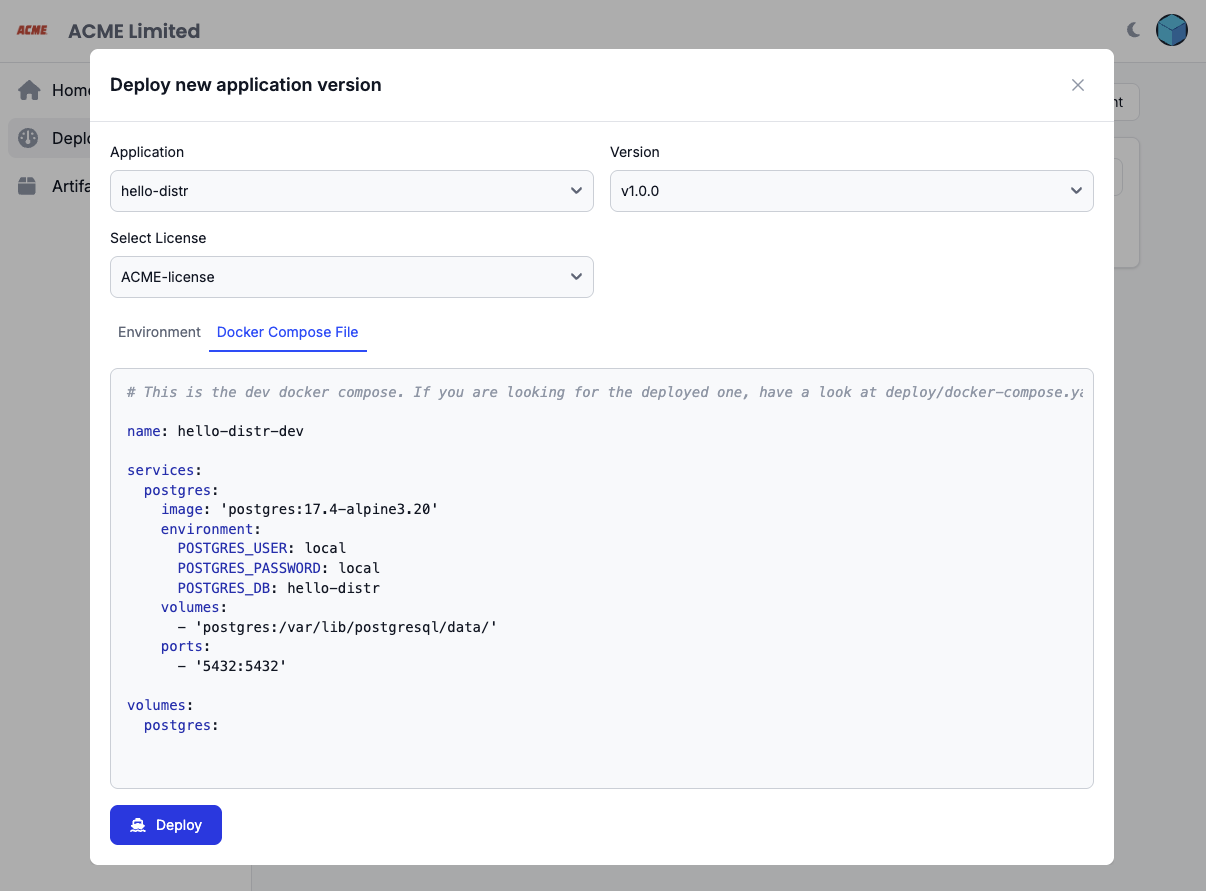 ACME ACME Limited
Deploy new application version
Home
Deplo
Artifa
nt
Application
Version
hello-distr
v1.0.0
Select License
ACME-license
Environment Docker Compose File
# This is the dev docker compose. If you are looking for the deployed one, have a look at deploy/docker-compose.ya
name: hello-distr-dev
services:
  postgres:
    image: 'postgres:17.4-alpine3.20'
    environment:
      POSTGRES_USER: local
      POSTGRES_PASSWORD: local
      POSTGRES_DB: hello-distr
    volumes:
      - 'postgres:/var/lib/postgresql/data/'
    ports:
      - '5432:5432'
volumes:
  postgres:
Deploy